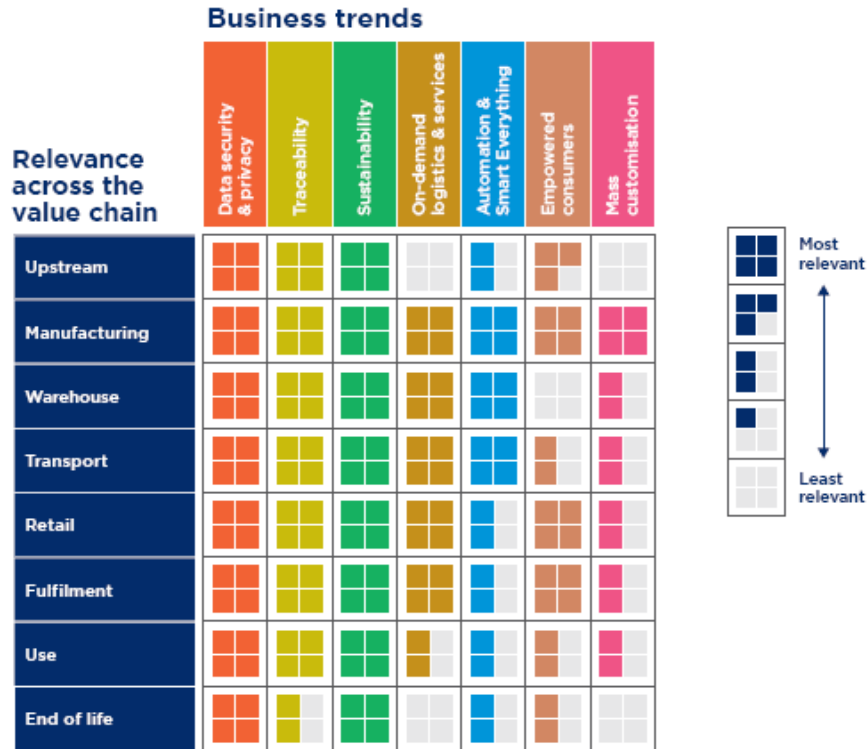 Business trends
Relevance
across the
value chain
Data security
& privacy
Traceability
Sustainability
On-demand
logistics & services
Automation &
Smart Everything
Empowered
consumers
Mass
customisation
Upstream
Manufacturing
Warehouse
Transport
Retail
Fulfilment
Use
End of life
Most
relevant
Least
relevant